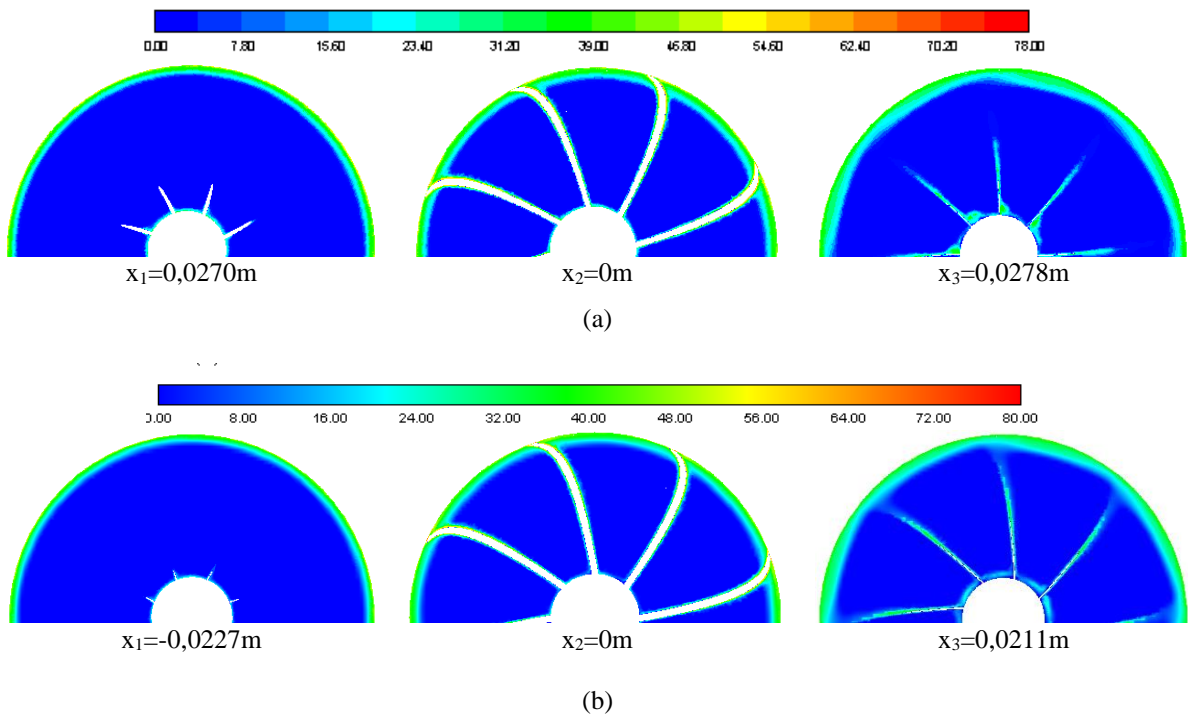 0.00 7.80 15.60 23.40 31.20 39.00 46.80 54.60 62.40 70.20 78.00
x₁=0,0270m x₂=0m x₃=0,0278m
(a)
0.00 8.00 16.00 24.00 32.00 40.00 48.00 56.00 64.00 72.00 80.00
x₁=-0,0227m x₂=0m x₃=0,0211m
(b)